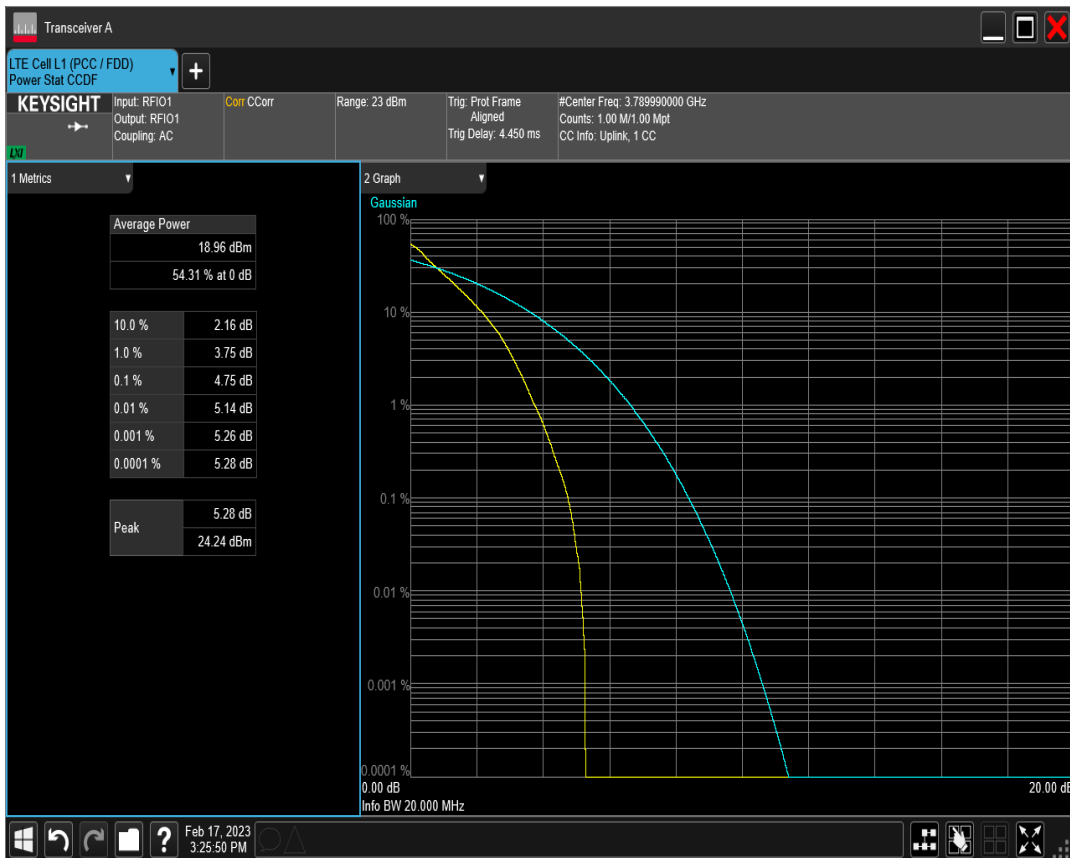 Transceiver A
LTE Cell L1 (PCC / FDD)
Power Stat CCDF
KEYSIGHT
LXI
Input: RFIO1
Output: RFIO1
Coupling: AC
Corr CCorr
Range: 23 dBm
Trig: Prot Frame
Aligned
Trig Delay: 4.450 ms
#Center Freq: 3.789990000 GHz
Counts: 1.00 M/1.00 Mpt
CC Info: Uplink, 1 CC
1 Metrics
Average Power
18.96 dBm
54.31 % at 0 dB
10.0 % 2.16 dB
1.0 % 3.75 dB
0.1 % 4.75 dB
0.01 % 5.14 dB
0.001 % 5.26 dB
0.0001 % 5.28 dB
Peak
5.28 dB
24.24 dBm
2 Graph
Gaussian
100 %
10 %
1 %
0.1 %
0.01 %
0.001 %
0.0001 %
0.00 dB
20.00 dB
Info BW 20.000 MHz
?
Feb 17, 2023
3:25:50 PM